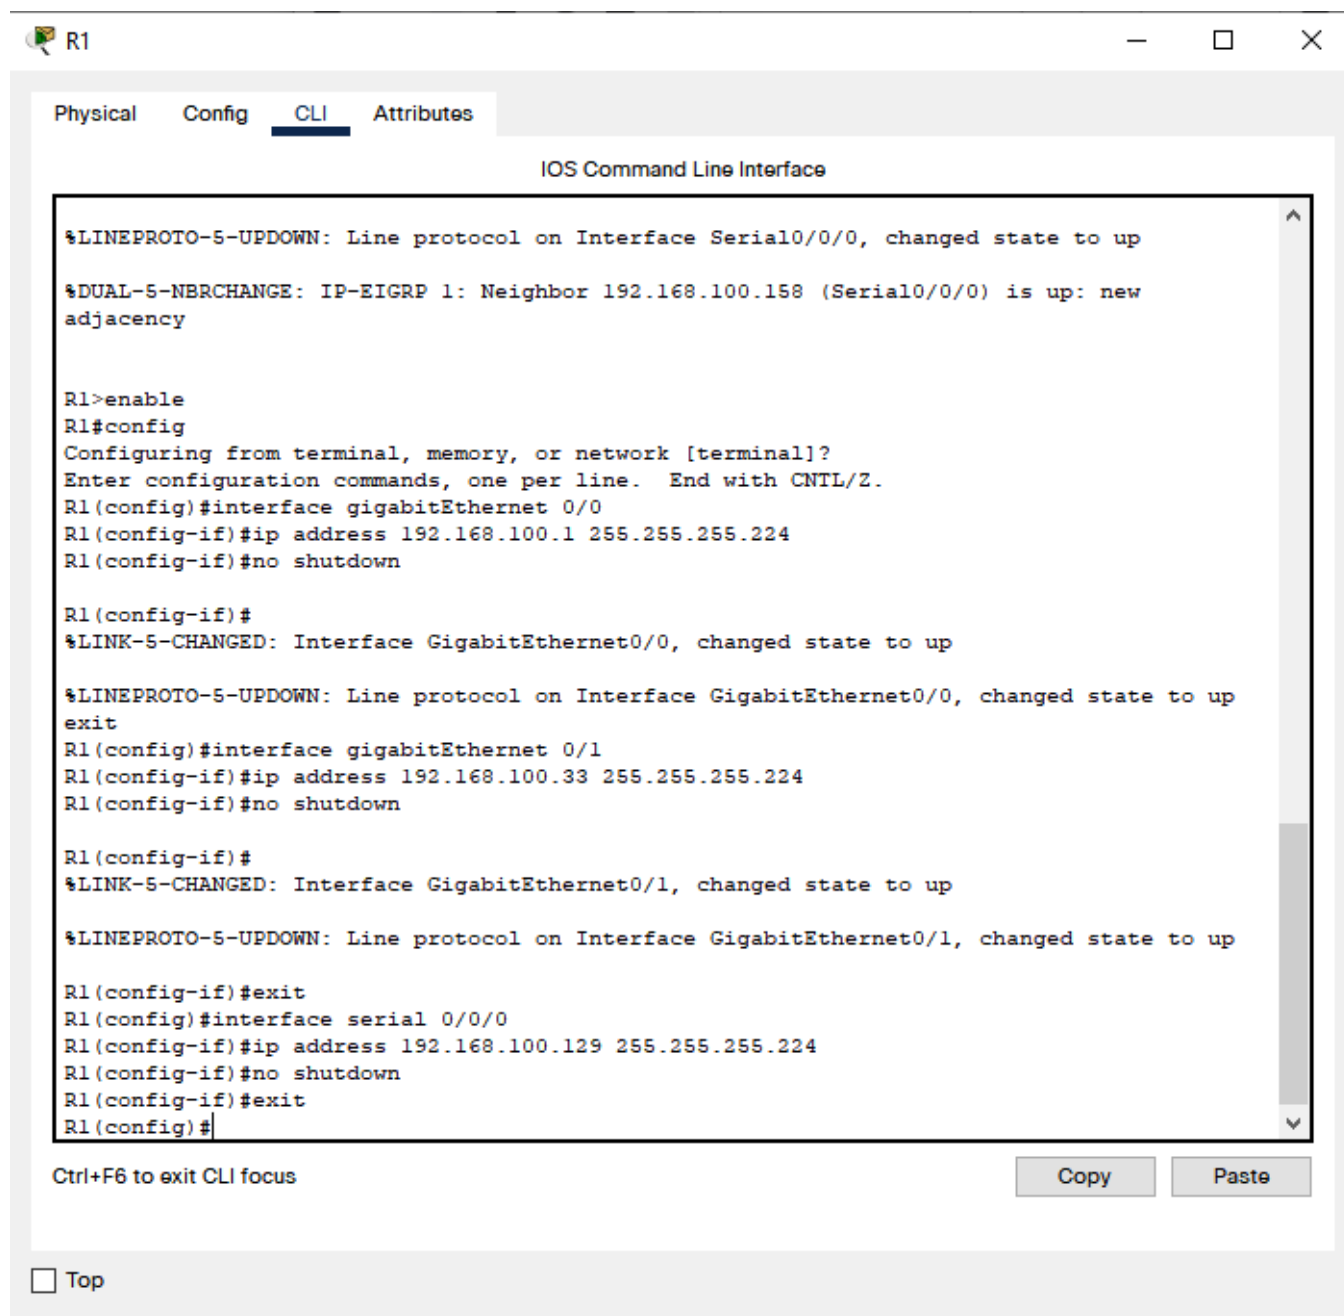 R1
Physical Config CLI Attributes
IOS Command Line Interface
%LINEPROTO-5-UPDOWN: Line protocol on Interface Serial0/0/0, changed state to up
%DUAL-5-NBRCHANGE: IP-EIGRP 1: Neighbor 192.168.100.158 (Serial0/0/0) is up: new
adjacency
R1>enable
R1#config
Configuring from terminal, memory, or network [terminal]?
Enter configuration commands, one per line.  End with CNTL/Z.
R1(config)#interface gigabitEthernet 0/0
R1(config-if)#ip address 192.168.100.1 255.255.255.224
R1(config-if)#no shutdown
R1(config-if)#
%LINK-5-CHANGED: Interface GigabitEthernet0/0, changed state to up
%LINEPROTO-5-UPDOWN: Line protocol on Interface GigabitEthernet0/0, changed state to up
exit
R1(config)#interface gigabitEthernet 0/1
R1(config-if)#ip address 192.168.100.33 255.255.255.224
R1(config-if)#no shutdown
R1(config-if)#
%LINK-5-CHANGED: Interface GigabitEthernet0/1, changed state to up
%LINEPROTO-5-UPDOWN: Line protocol on Interface GigabitEthernet0/1, changed state to up
R1(config-if)#exit
R1(config)#interface serial 0/0/0
R1(config-if)#ip address 192.168.100.129 255.255.255.224
R1(config-if)#no shutdown
R1(config-if)#exit
R1(config)#
Ctrl+F6 to exit CLI focus
Copy Paste
Top